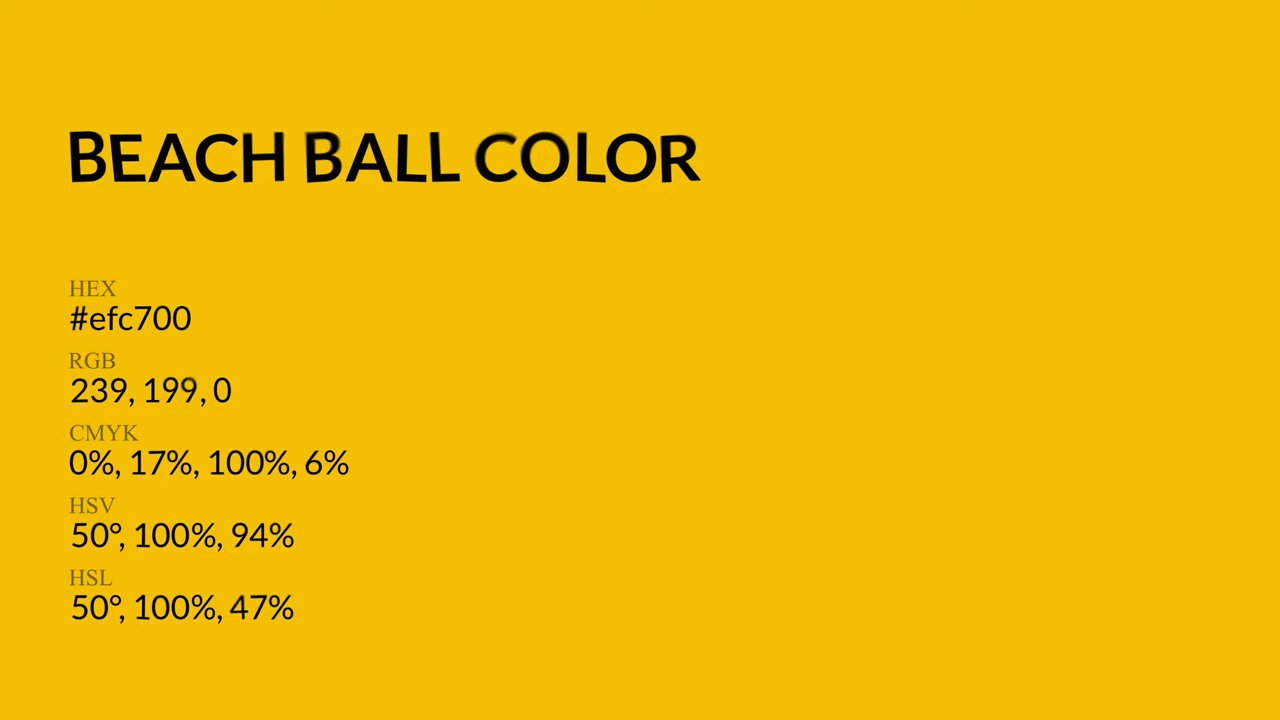 BEACH BALL COLOR
HEX
#efc700
RGB
239, 199, 0
CMYK
0%, 17%, 100%, 6%
HSV
50°, 100%, 94%
HSL
50°, 100%, 47%